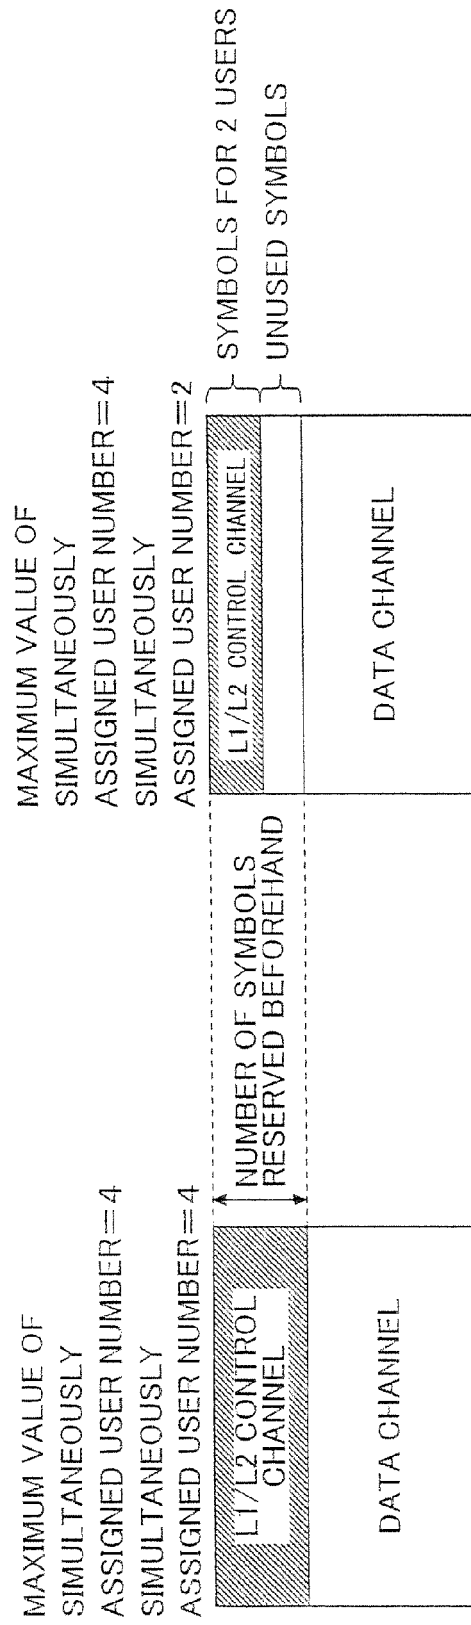 MAXIMUM VALUE OF
SIMULTANEOUSLY
ASSIGNED USER NUMBER=4
SIMULTANEOUSLY
ASSIGNED USER NUMBER=4
L1/L2 CONTROL
CHANNEL
DATA CHANNEL
NUMBER OF SYMBOLS
RESERVED BEFOREHAND
MAXIMUM VALUE OF
SIMULTANEOUSLY
ASSIGNED USER NUMBER=4
SIMULTANEOUSLY
ASSIGNED USER NUMBER=2
L1/L2 CONTROL CHANNEL
DATA CHANNEL
SYMBOLS FOR 2 USERS
UNUSED SYMBOLS